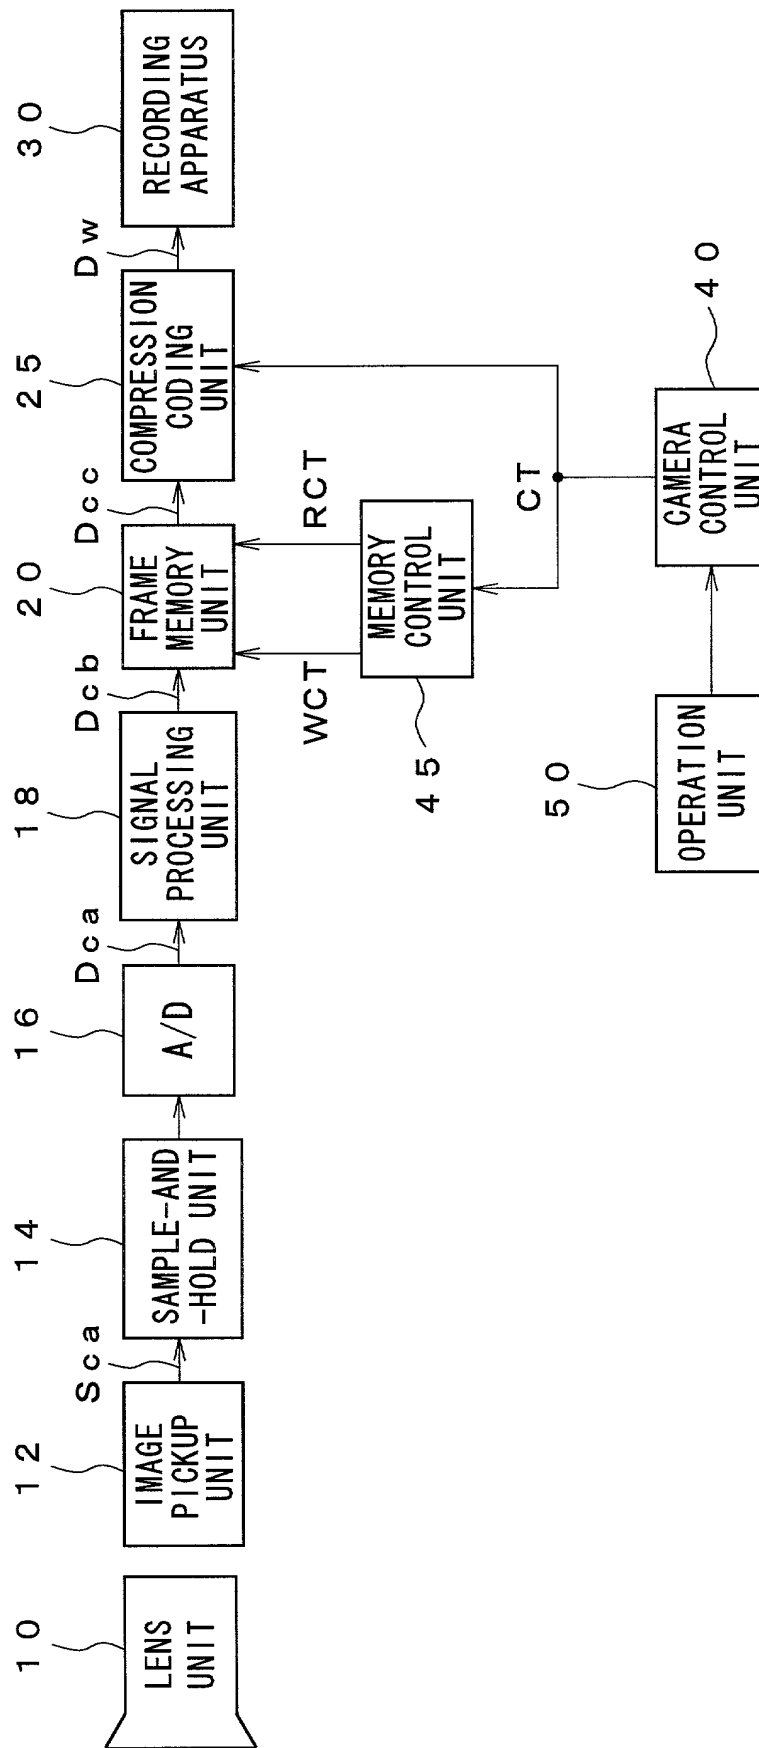 10
12
14
16
18
20
25
30
Sca
Dca
Dcb
Dcc
Dw
LENS
UNIT
IMAGE
PICKUP
UNIT
SAMPLE-AND
-HOLD UNIT
A/D
SIGNAL
PROCESSING
UNIT
FRAME
MEMORY
UNIT
COMPRESSION
CODING
UNIT
RECORDING
APPARATUS
WCT
RCT
MEMORY
CONTROL
UNIT
45
CT
50
40
OPERATION
UNIT
CAMERA
CONTROL
UNIT